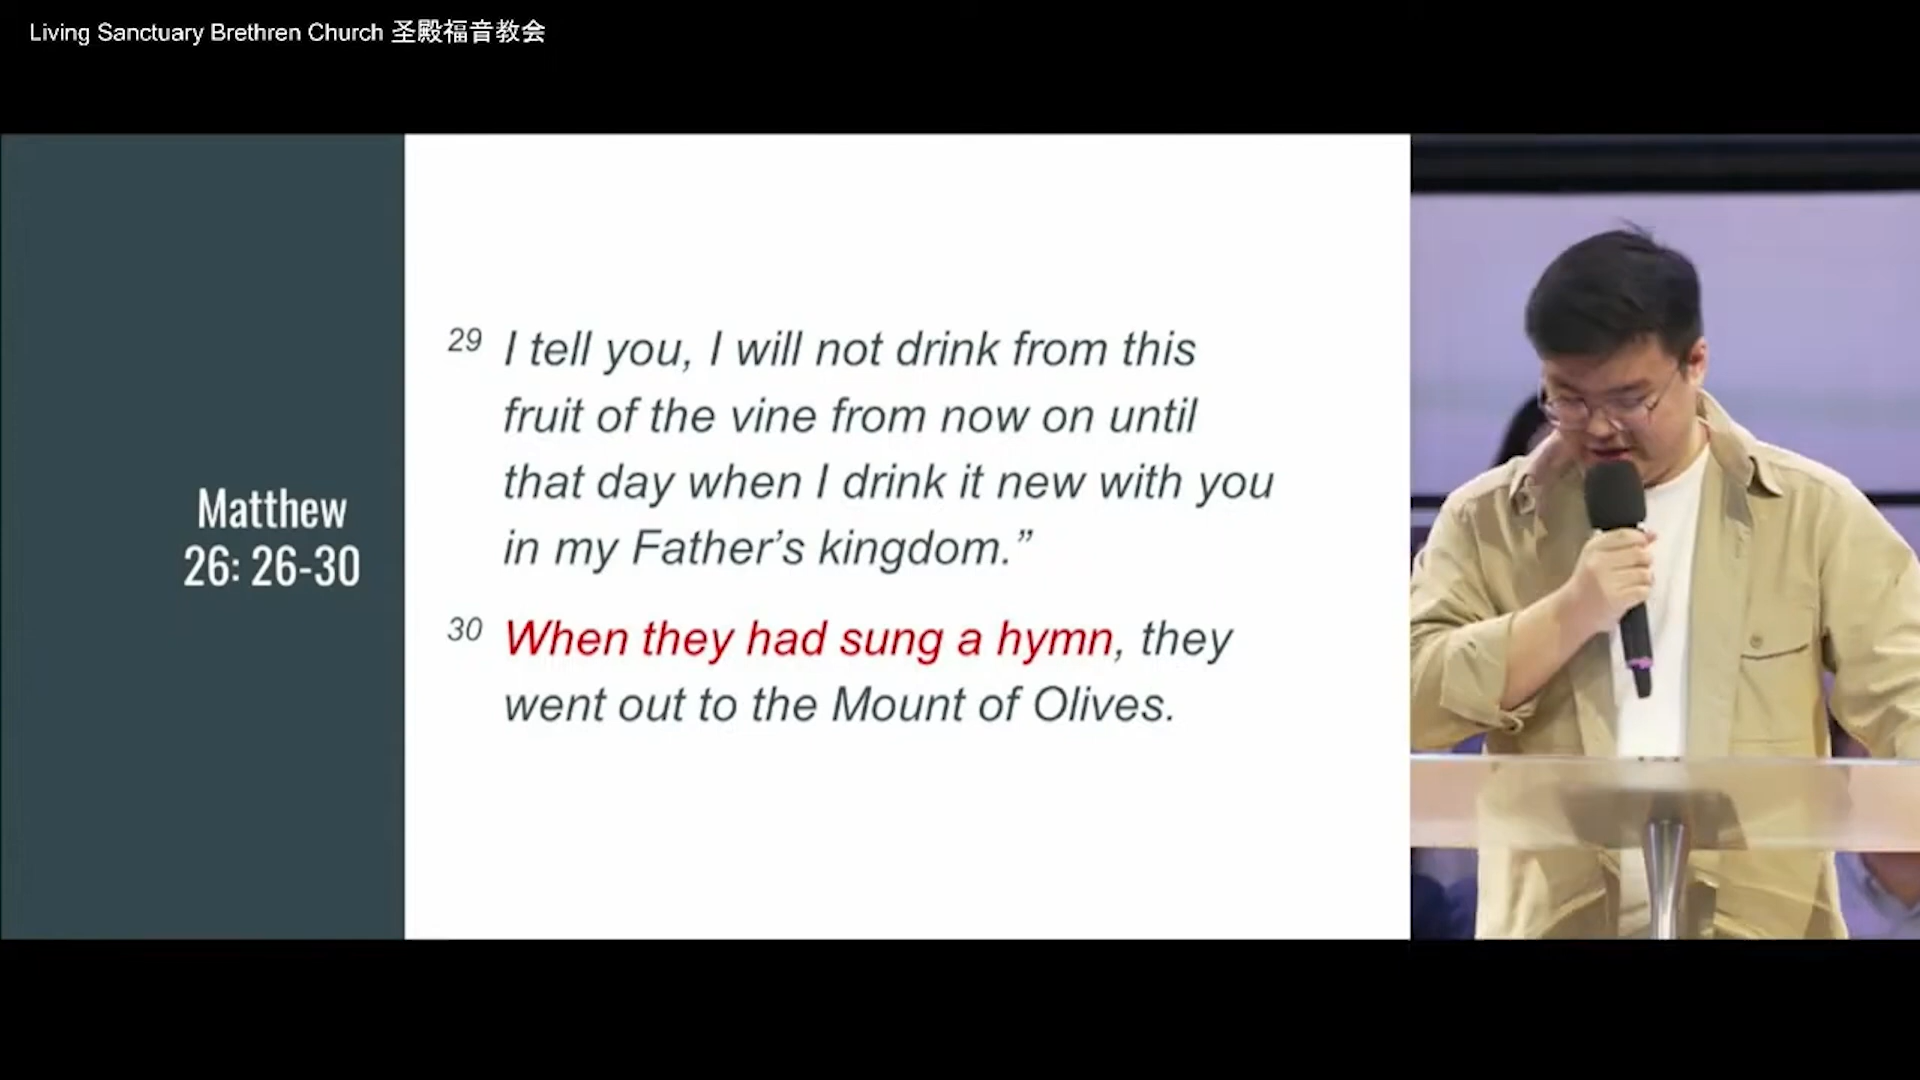 Living Sanctuary Brethren Church 圣殿福音教会
Matthew
26: 26-30
29 I tell you, I will not drink from this
fruit of the vine from now on until
that day when I drink it new with you
in my Father’s kingdom.”
30 When they had sung a hymn, they
went out to the Mount of Olives.